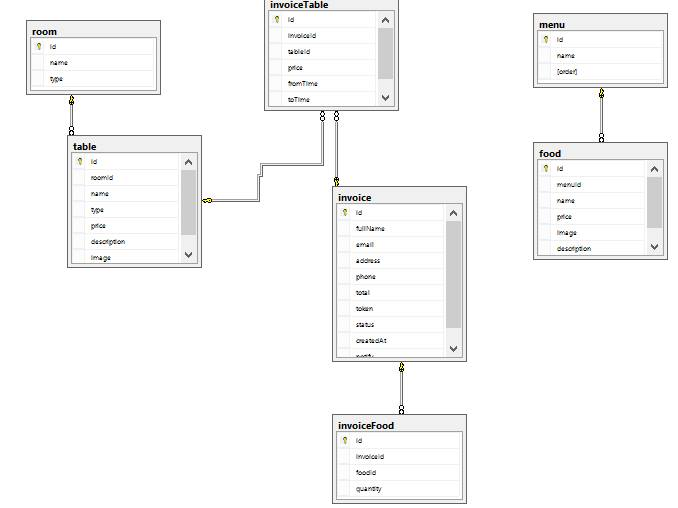 room
id
name
type
invoiceTable
id
invoiceId
tableId
price
fromTime
toTime
menu
id
name
[order]
table
id
roomId
name
type
price
description
image
invoice
id
fullName
email
address
phone
total
token
status
createdAt
food
id
menuId
name
price
image
description
invoiceFood
id
invoiceId
foodId
quantity